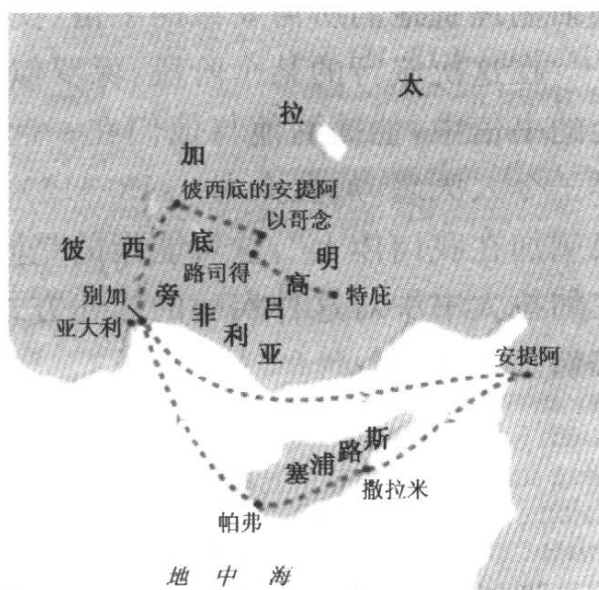 加拉太
彼西底的安提阿
以哥念
彼西底
路司得
吕高明
特庇
别加
旁非利亚
亚大利
安提阿
塞浦路斯
撒拉米
帕弗
地中海